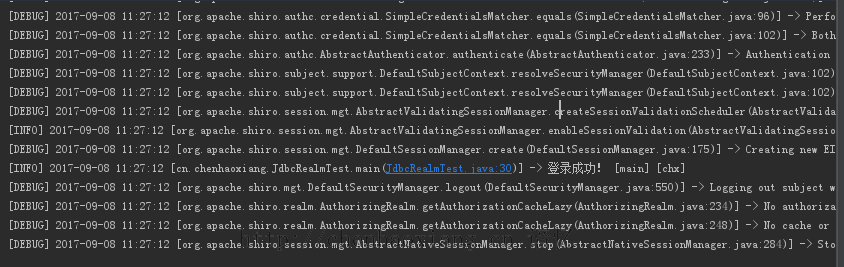 [DEBUG] 2017-09-08 11:27:12 [org.apache.shiro.authc.credential.SimpleCredentialsMatcher.equals(SimpleCredentialsMatcher.java:96)] -> Perfo
[DEBUG] 2017-09-08 11:27:12 [org.apache.shiro.authc.credential.SimpleCredentialsMatcher.equals(SimpleCredentialsMatcher.java:102)] -> Both
[DEBUG] 2017-09-08 11:27:12 [org.apache.shiro.authc.AbstractAuthenticator.authenticate(AbstractAuthenticator.java:233)] -> Authentication
[DEBUG] 2017-09-08 11:27:12 [org.apache.shiro.subject.support.DefaultSubjectContext.resolveSecurityManager(DefaultSubjectContext.java:102)
[DEBUG] 2017-09-08 11:27:12 [org.apache.shiro.subject.support.DefaultSubjectContext.resolveSecurityManager(DefaultSubjectContext.java:102)
[DEBUG] 2017-09-08 11:27:12 [org.apache.shiro.session.mgt.AbstractValidatingSessionManager.createSessionValidationScheduler(AbstractValida
[INFO] 2017-09-08 11:27:12 [org.apache.shiro.session.mgt.AbstractValidatingSessionManager.enableSessionValidation(AbstractValidatingSessio
[DEBUG] 2017-09-08 11:27:12 [org.apache.shiro.session.mgt.DefaultSessionManager.create(DefaultSessionManager.java:175)] -> Creating new EI
[INFO] 2017-09-08 11:27:12 [cn.chenhaoxiang.JdbcRealmTest.main(JdbcRealmTest.java:30)] -> 登录成功! [main] [chx]
[DEBUG] 2017-09-08 11:27:12 [org.apache.shiro.mgt.DefaultSecurityManager.logout(DefaultSecurityManager.java:550)] -> Logging out subject w
[DEBUG] 2017-09-08 11:27:12 [org.apache.shiro.realm.AuthorizingRealm.getAuthorizationCacheLazy(AuthorizingRealm.java:234)] -> No authoriza
[DEBUG] 2017-09-08 11:27:12 [org.apache.shiro.realm.AuthorizingRealm.getAuthorizationCacheLazy(AuthorizingRealm.java:248)] -> No cache or
[DEBUG] 2017-09-08 11:27:12 [org.apache.shiro.session.mgt.AbstractNativeSessionManager.stop(AbstractNativeSessionManager.java:284)] -> Sto